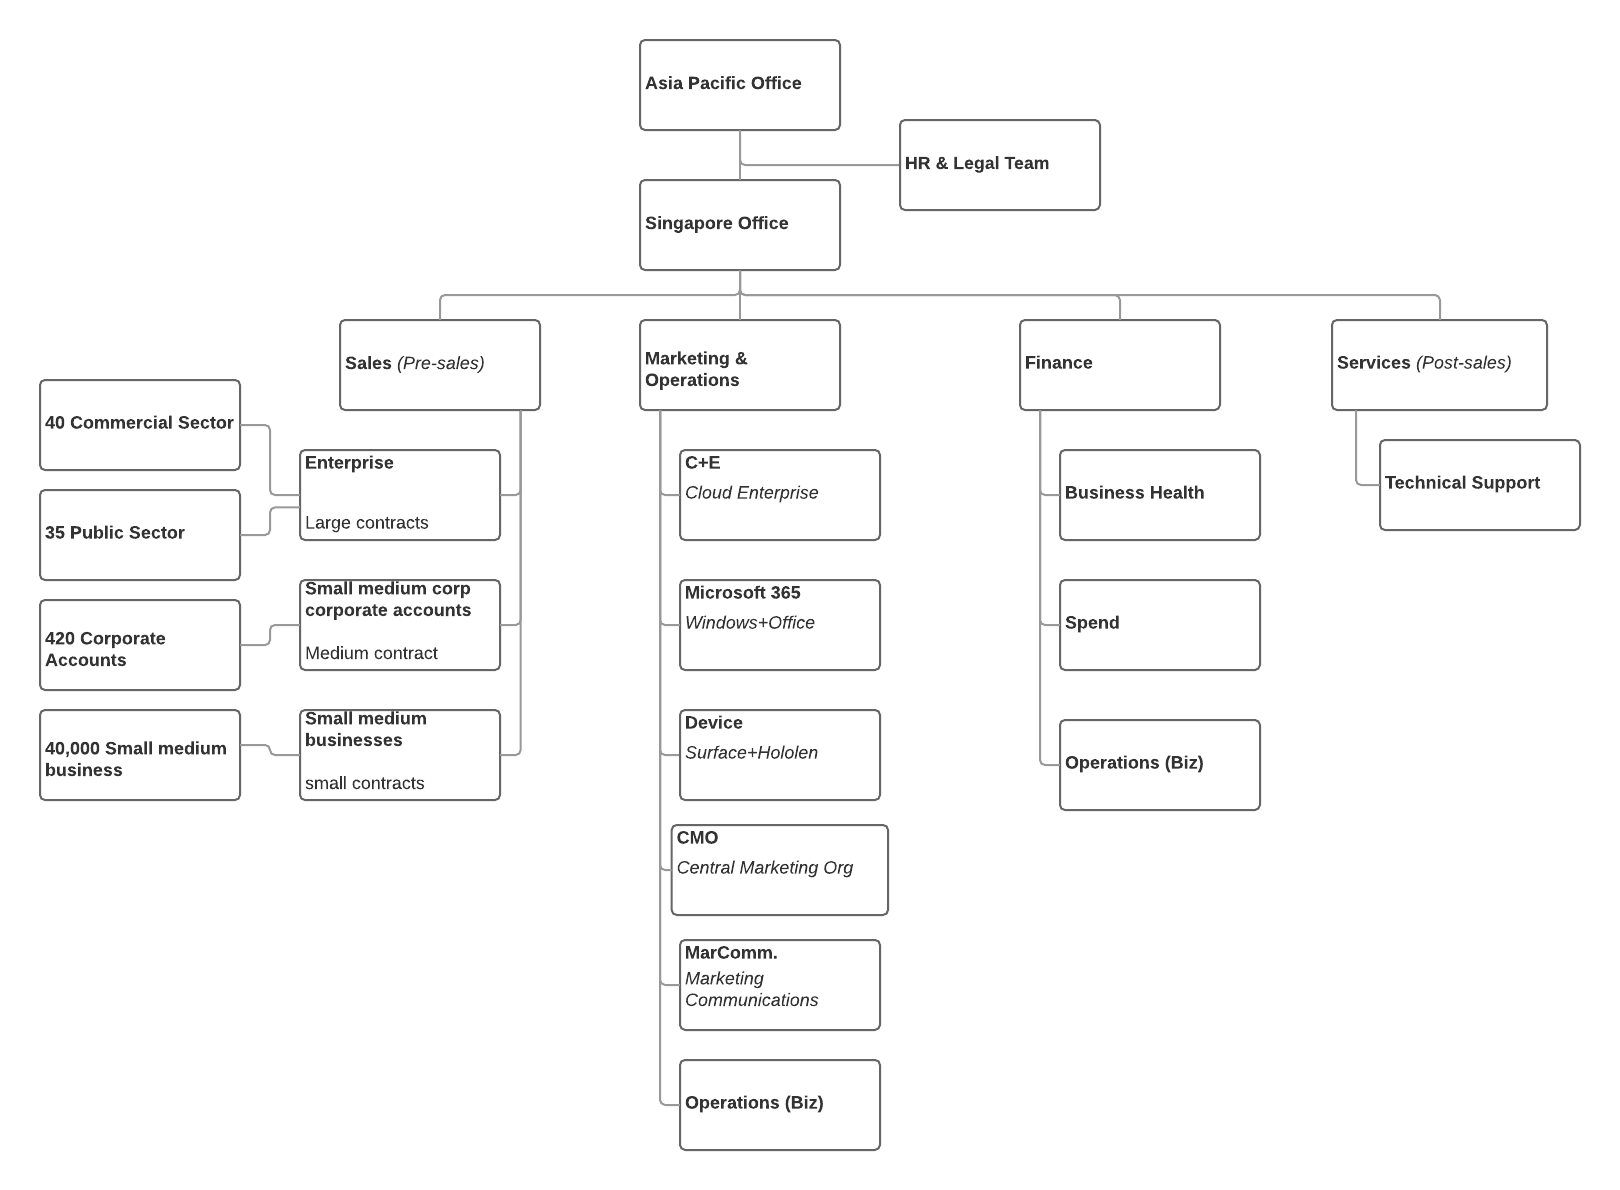 Asia Pacific Office
HR & Legal Team
Singapore Office
Sales (Pre-sales)
40 Commercial Sector
35 Public Sector
420 Corporate
Accounts
40,000 Small medium
business
Enterprise
Large contracts
Small medium corp
corporate accounts
Medium contract
Small medium
businesses
small contracts
Marketing &
Operations
C+E
Cloud Enterprise
Microsoft 365
Windows+Office
Device
Surface+Hololen
CMO
Central Marketing Org
MarComm.
Marketing
Communications
Operations (Biz)
Finance
Business Health
Spend
Operations (Biz)
Services (Post-sales)
Technical Support